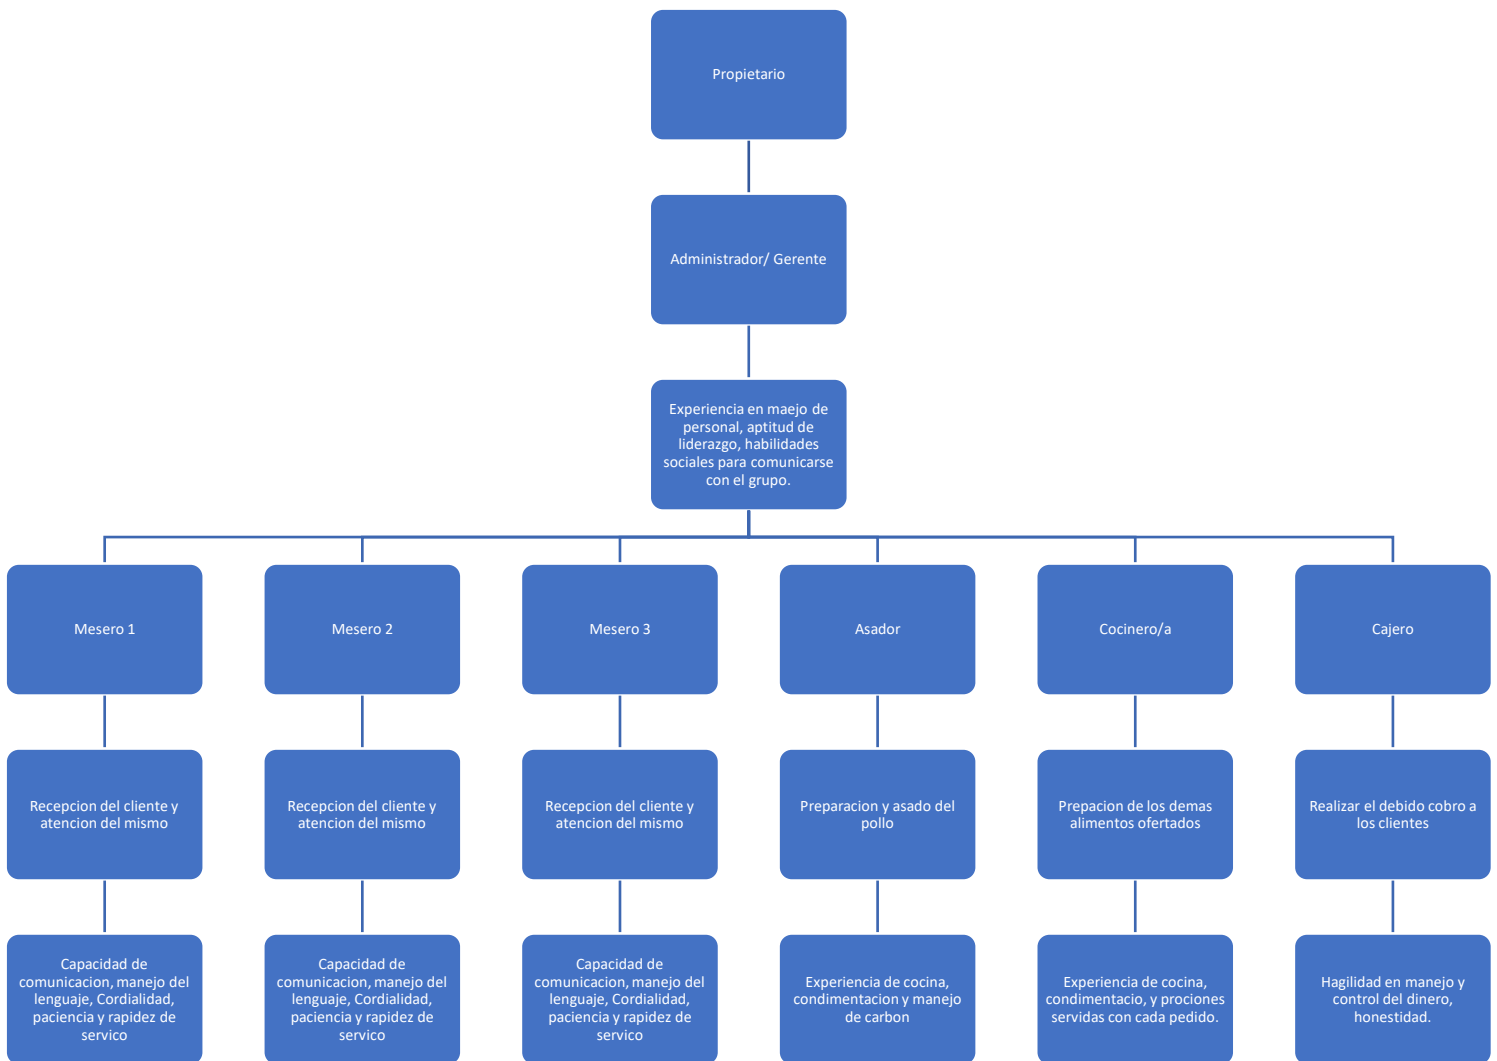 Propietario
Administrador/ Gerente
Experiencia en maejo de
personal, aptitud de
liderazgo, habilidades
sociales para comunicarse
con el grupo.
Mesero 1
Mesero 2
Mesero 3
Asador
Cocinero/a
Cajero
Recepcion del cliente y
atencion del mismo
Recepcion del cliente y
atencion del mismo
Recepcion del cliente y
atencion del mismo
Preparacion y asado del
pollo
Prepacion de los demas
alimentos ofertados
Realizar el debido cobro a
los clientes
Capacidad de
comunicacion, manejo del
lenguaje, Cordialidad,
paciencia y rapidez de
servico
Capacidad de
comunicacion, manejo del
lenguaje, Cordialidad,
paciencia y rapidez de
servico
Capacidad de
comunicacion, manejo del
lenguaje, Cordialidad,
paciencia y rapidez de
servico
Experiencia de cocina,
condimentacion y manejo
de carbon
Experiencia de cocina,
condimentacio, y prociones
servidas con cada pedido.
Hagilidad en manejo y
control del dinero,
honestidad.